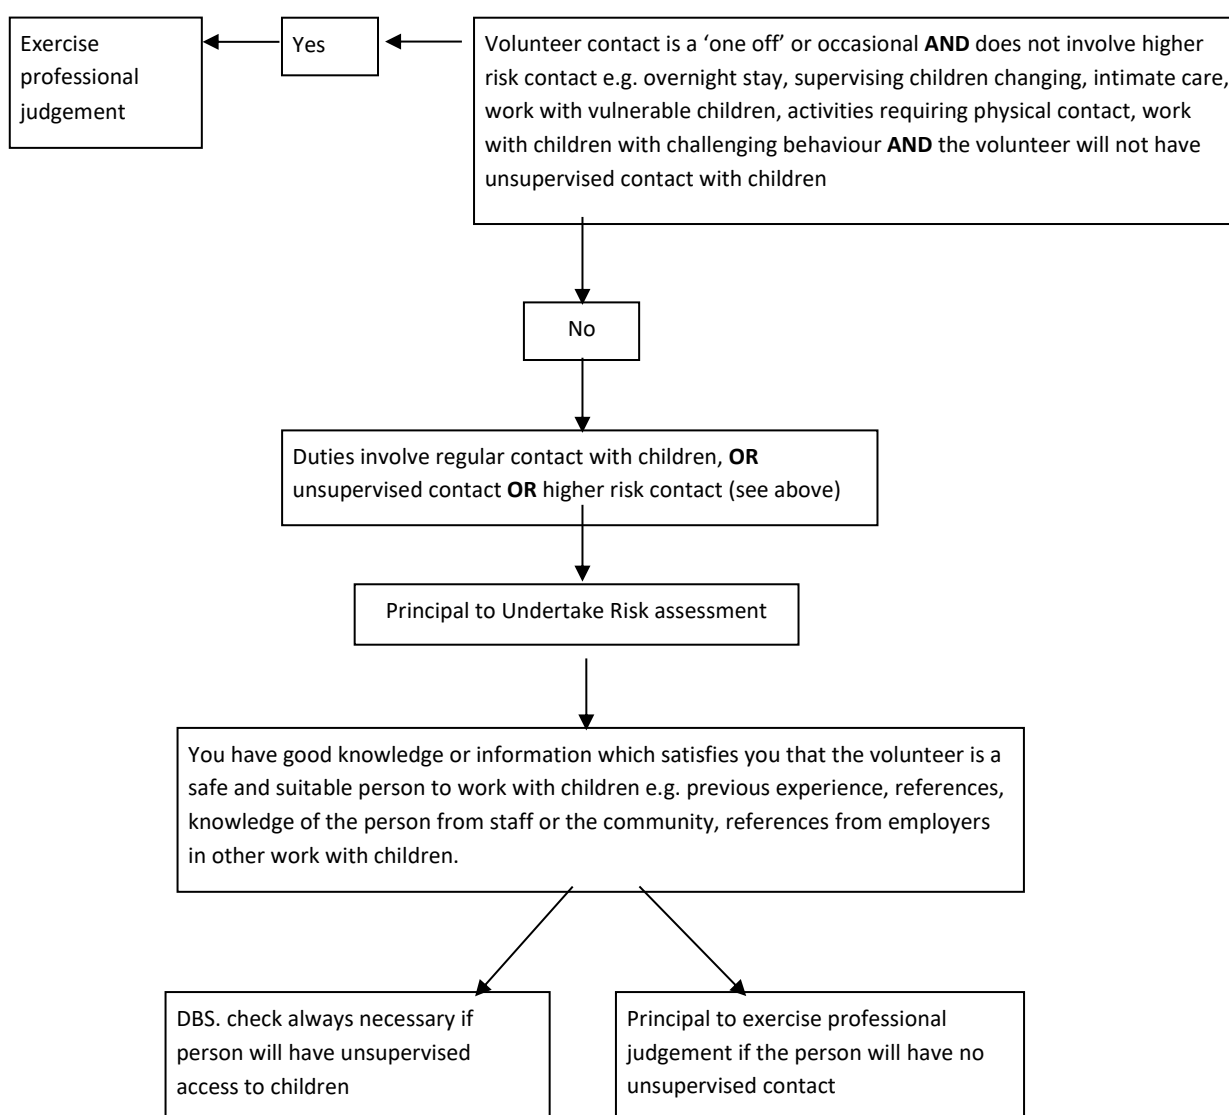 Exercise
professional
judgement
Yes
Volunteer contact is a ‘one off’ or occasional AND does not involve higher
risk contact e.g. overnight stay, supervising children changing, intimate care,
work with vulnerable children, activities requiring physical contact, work
with children with challenging behaviour AND the volunteer will not have
unsupervised contact with children
No
Duties involve regular contact with children, OR
unsupervised contact OR higher risk contact (see above)
Principal to Undertake Risk assessment
You have good knowledge or information which satisfies you that the volunteer is a
safe and suitable person to work with children e.g. previous experience, references,
knowledge of the person from staff or the community, references from employers
in other work with children.
DBS. check always necessary if
person will have unsupervised
access to children
Principal to exercise professional
judgement if the person will have no
unsupervised contact